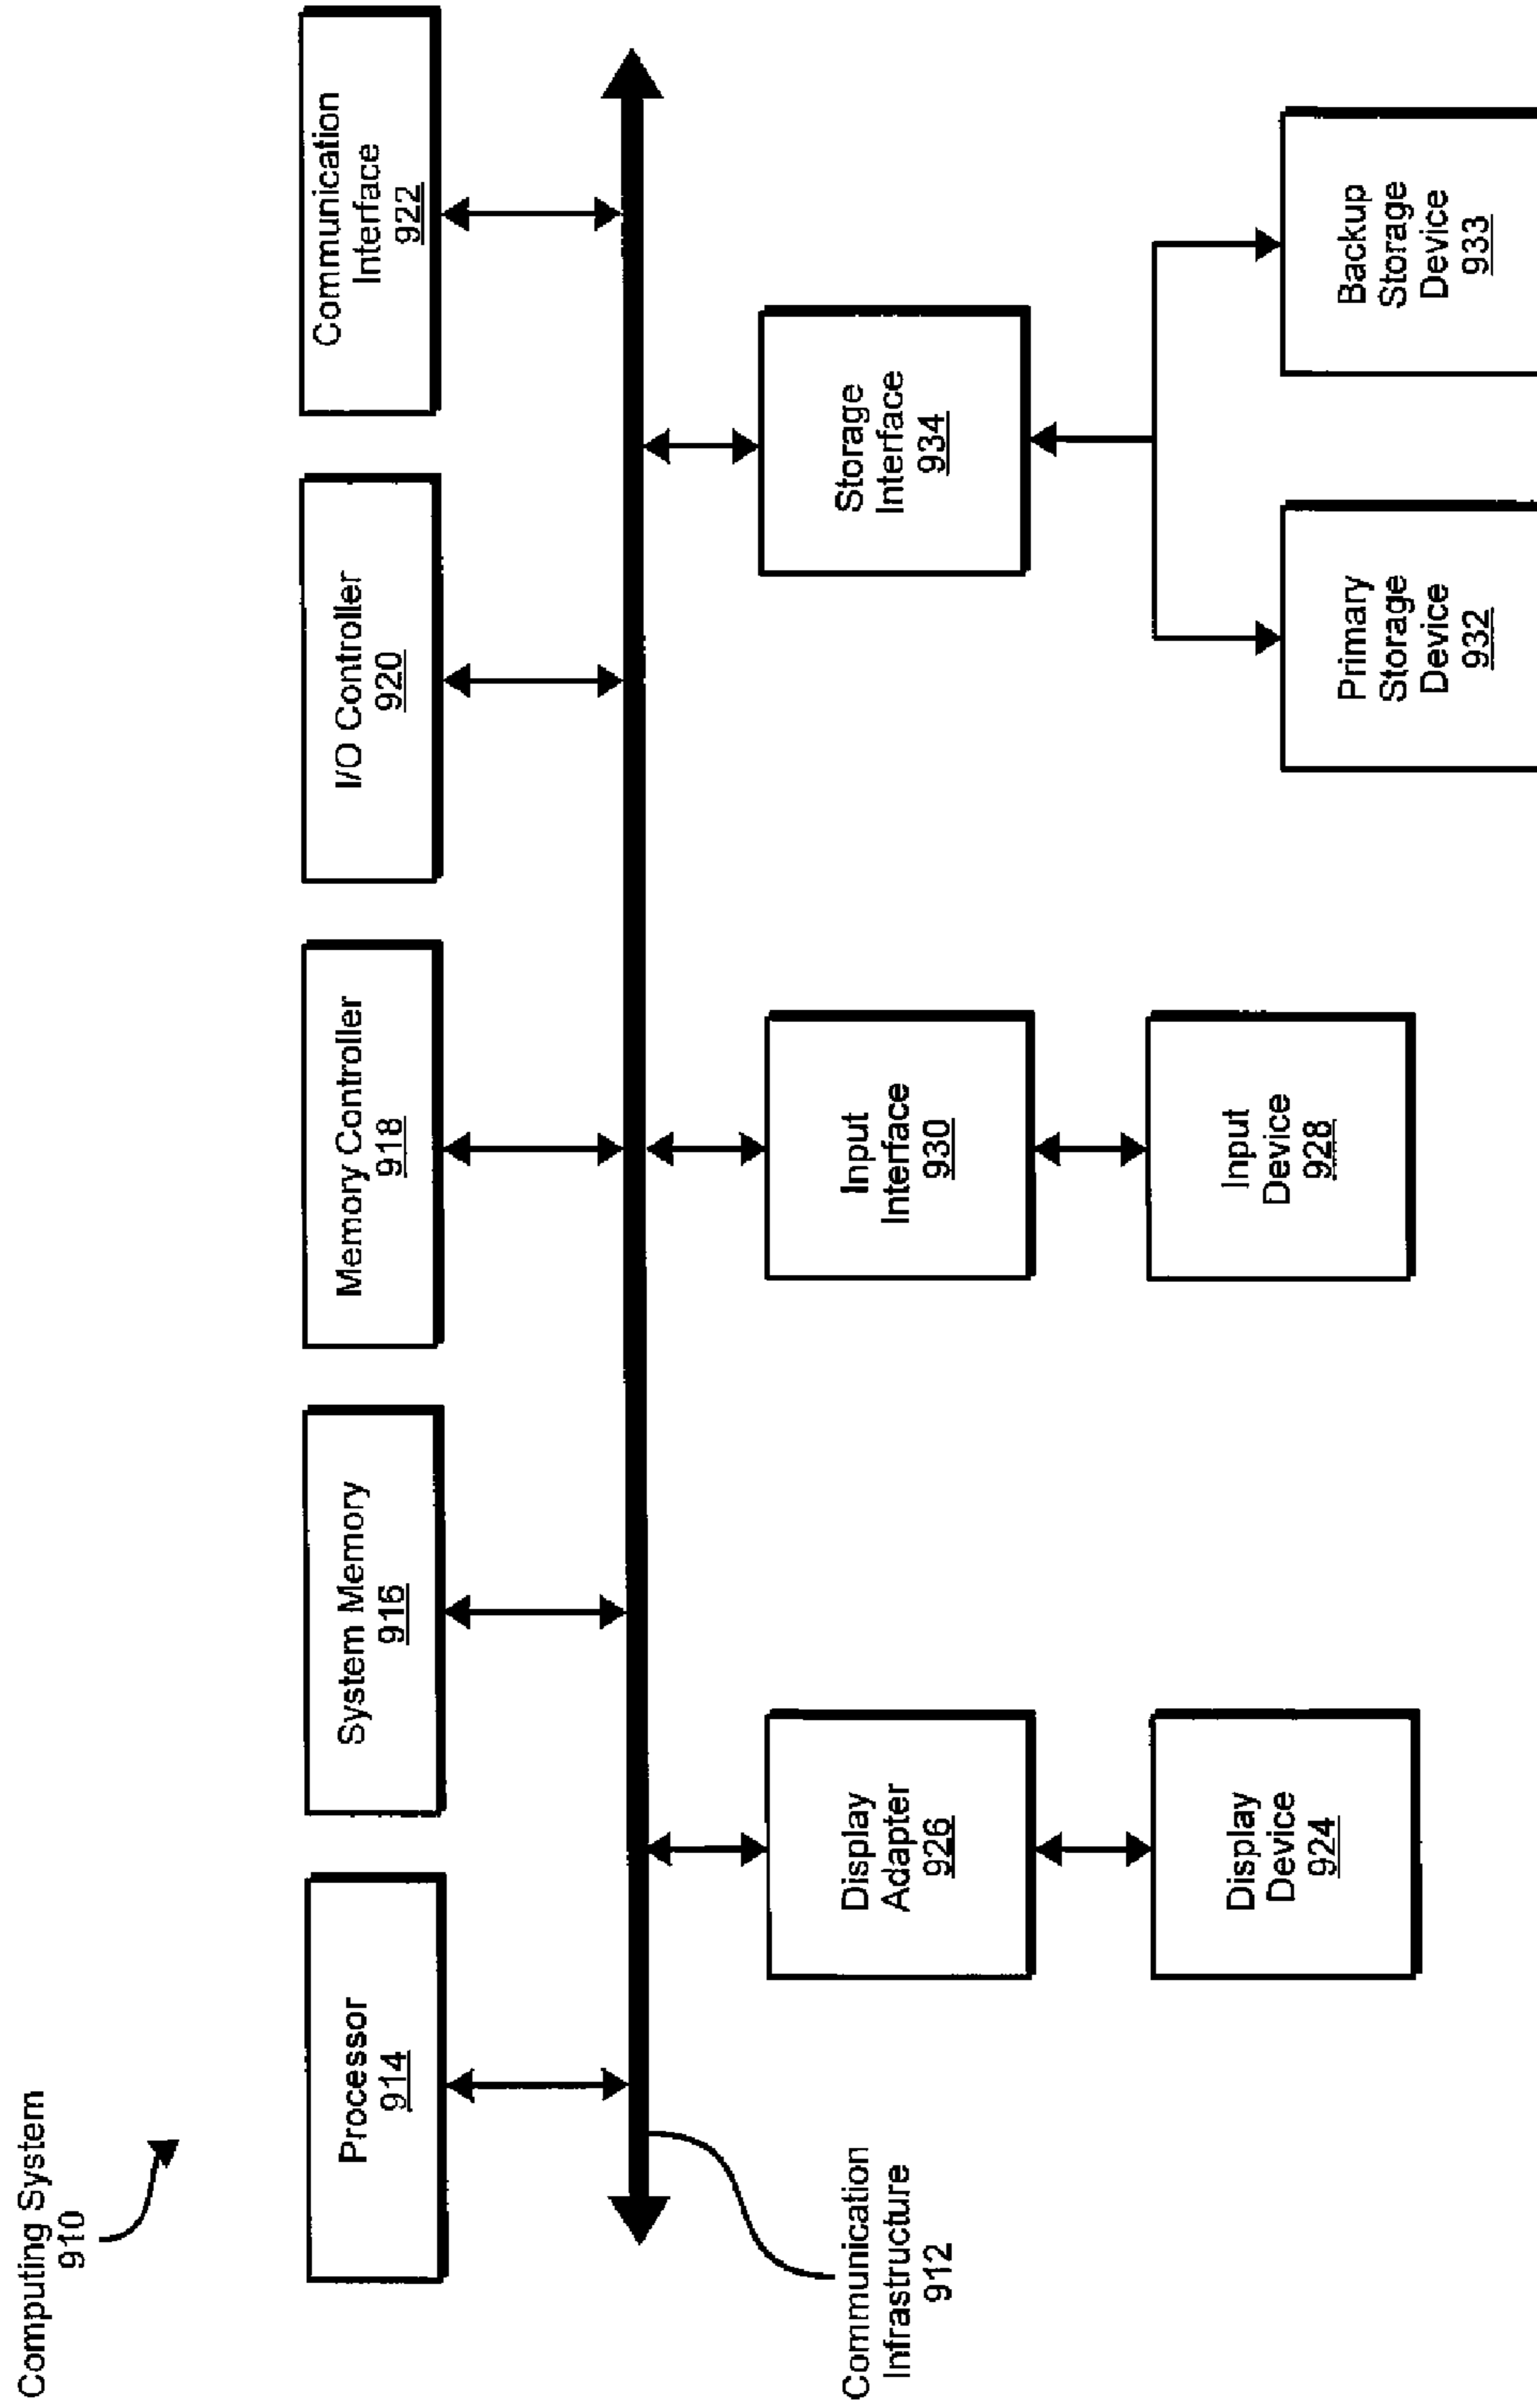 Computing System
910
Processor
914
System Memory
916
Memory Controller
918
I/O Controller
920
Communication
Interface
922
Communication
Infrastructure
912
Display
Adapter
926
Input
Interface
930
Storage
Interface
934
Display
Device
924
Input
Device
928
Primary
Storage
Device
932
Backup
Storage
Device
933